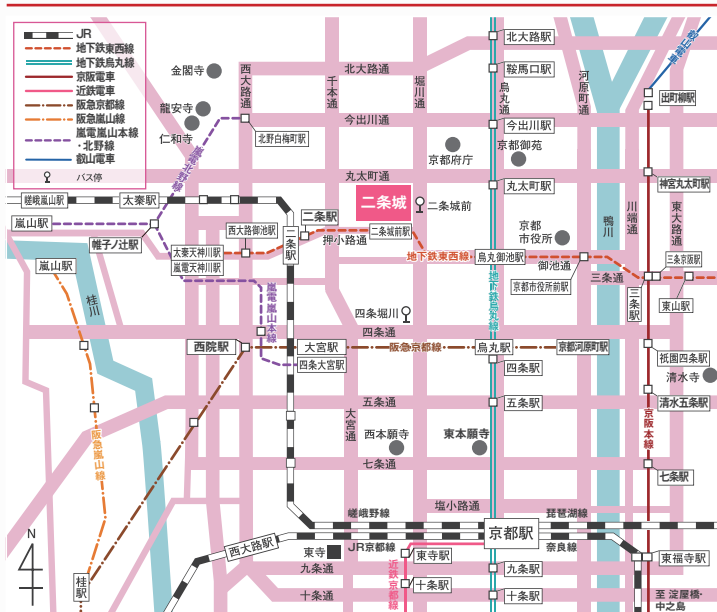 JR
地下鉄東西線
地下鉄烏丸線
京阪電車
近鉄電車
阪急京都線
阪急嵐山線
嵐電嵐山本線
・北野線
叡山電車
バス停
金閣寺
龍安寺
仁和寺
西大路通
北大路通
千本通
堀川通
烏丸通
北大路駅
鞍馬口駅
河原町通
叡山電車
出町柳駅
今出川通
今出川駅
北野白梅町駅
嵐電北野線
京都府庁
京都御苑
丸太町通
丸太町駅
神宮丸太町駅
嵯峨嵐山駅
太秦駅
二条城
二条城前
嵐山駅
帷子ノ辻駅
西大路御池駅
二条駅
二条駅
押小路通
二条城前駅
太秦天神川駅
嵐電天神川駅
地下鉄東西線
烏丸御池駅
京都
市役所
御池通
京都市役所前駅
鴨川
川端通
東大路通
三条京阪駅
三条通
三条駅
東山駅
嵐山駅
桂川
嵐電嵐山本線
地下鉄烏丸線
四条堀川
四条通
西院駅
大宮駅
阪急京都線
烏丸駅
京都河原町駅
四条大宮駅
四条駅
祇園四条駅
清水寺
五条通
五条駅
清水五条駅
大宮通
京阪本線
阪急嵐山線
西本願寺
東本願寺
七条通
七条駅
塩小路通
嵯峨野線
琵琶湖線
京都駅
JR京都線
奈良線
西大路駅
東寺
東寺駅
東福寺駅
九条通
九条駅
近鉄京都線
十条駅
十条通
十条駅
桂駅
N
至 淀屋橋・
中之島